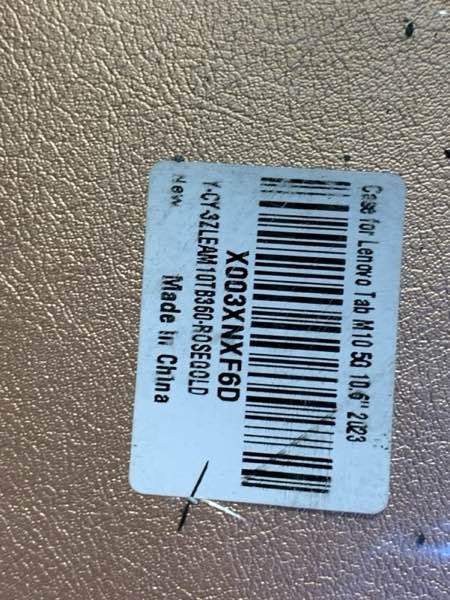 Case for Lenovo Tab M10 5G 10.6" 2023
X003XNXF6D
Y-CY-3ZLEAM10TB360-ROSEGOLD
New
Made in China